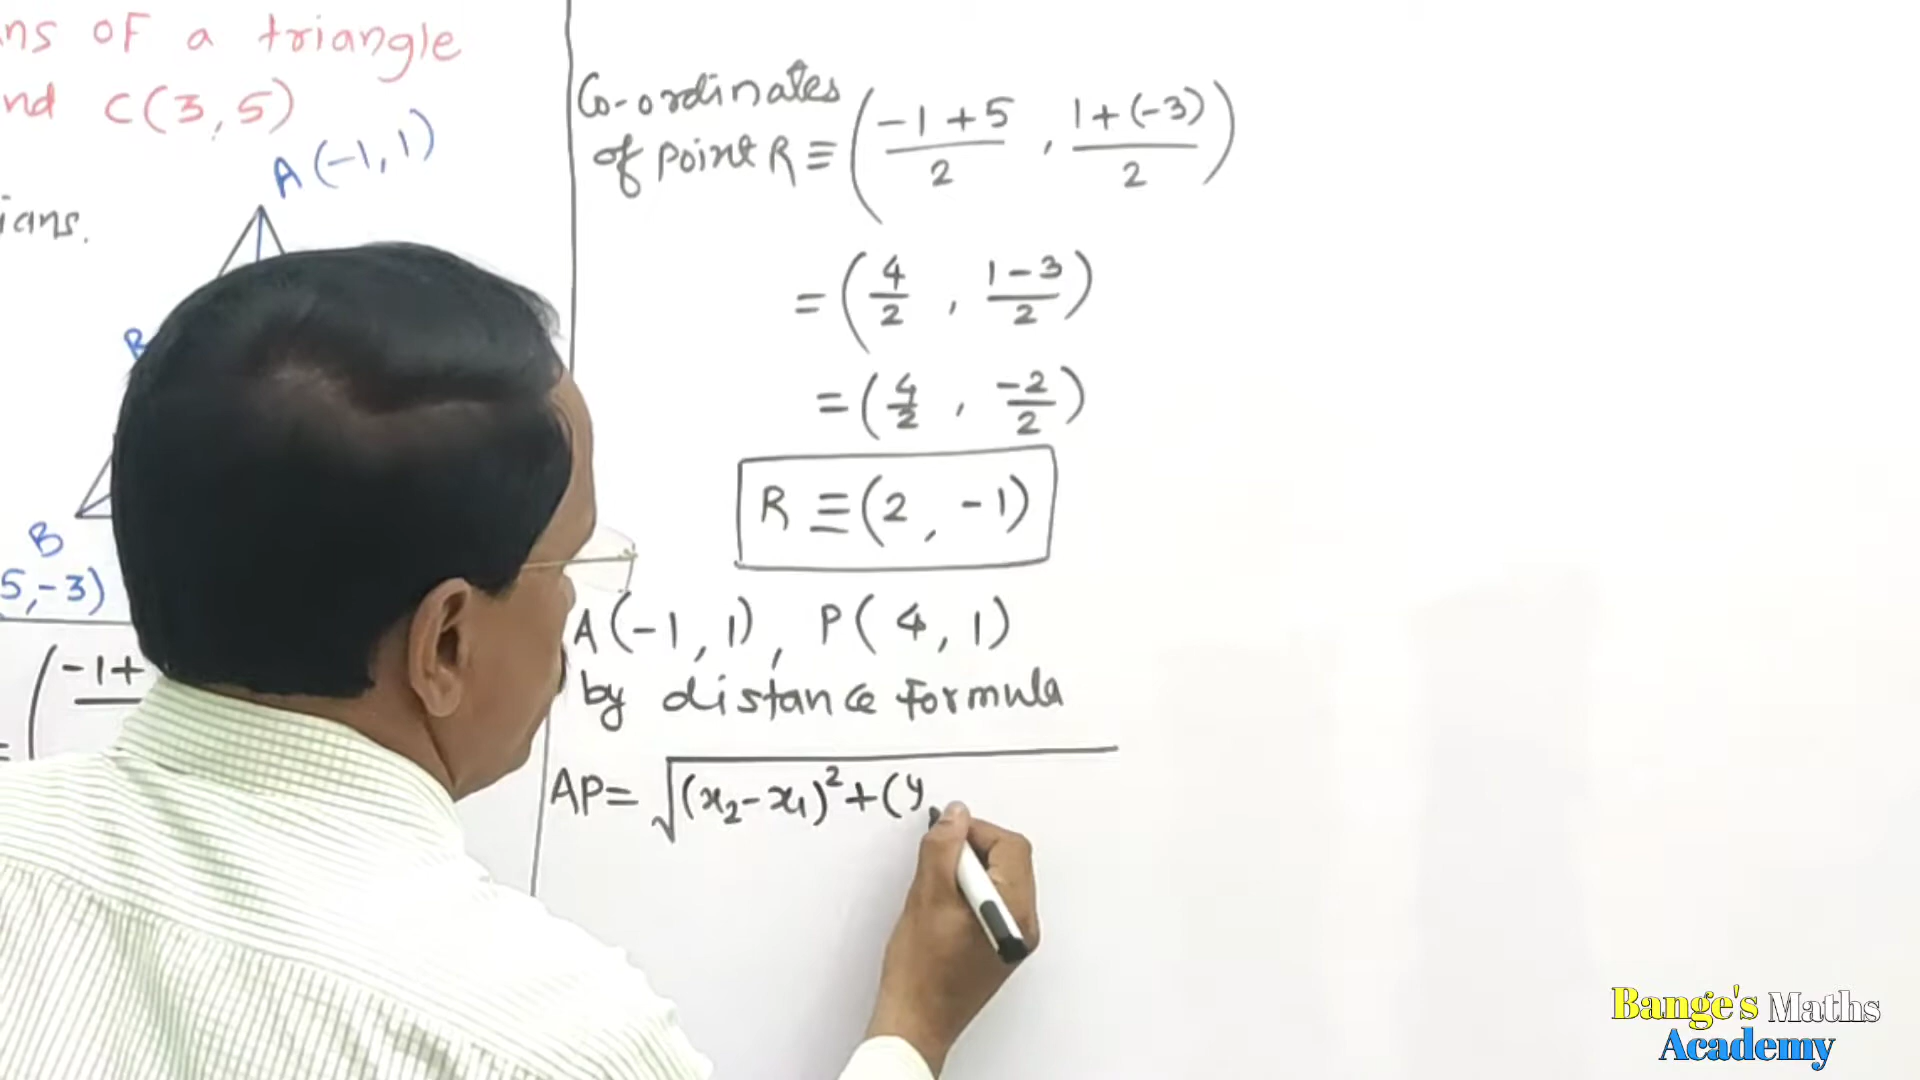 ns of a triangle
nd C(3,5)
A(-1,1)
ians.
B
5,-3)
(-1+
=
Co-ordinates
of point R ≡ (-1+5/2 , 1+(-3)/2)
= (4/2 , 1-3/2)
= (4/2 , -2/2)
R ≡ (2 , -1)
A(-1,1), P(4,1)
by distance formula
AP= √(x₂-x₁)²+(y
Bange's Maths
Academy